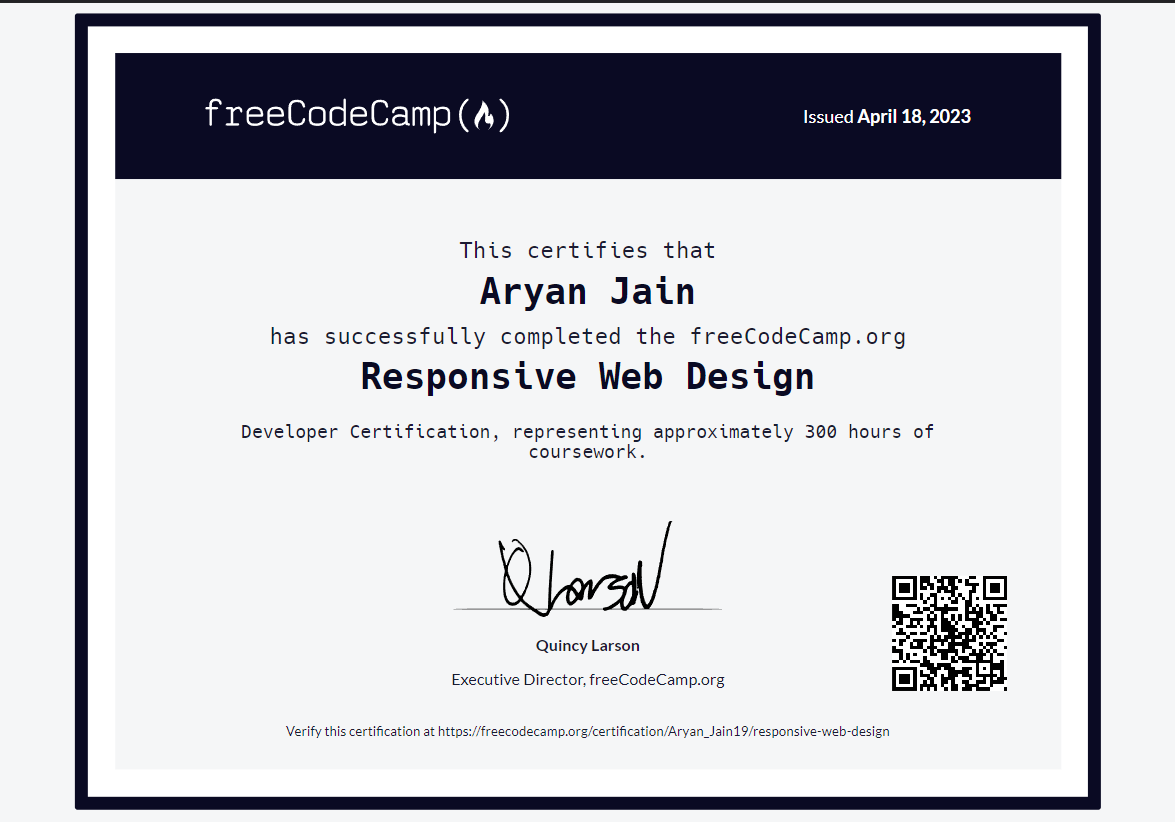 freeCodeCamp(🔥)
Issued April 18, 2023
This certifies that
Aryan Jain
has successfully completed the freeCodeCamp.org
Responsive Web Design
Developer Certification, representing approximately 300 hours of
coursework.
Q Larson
Quincy Larson
Executive Director, freeCodeCamp.org
Verify this certification at https://freecodecamp.org/certification/Aryan_Jain19/responsive-web-design